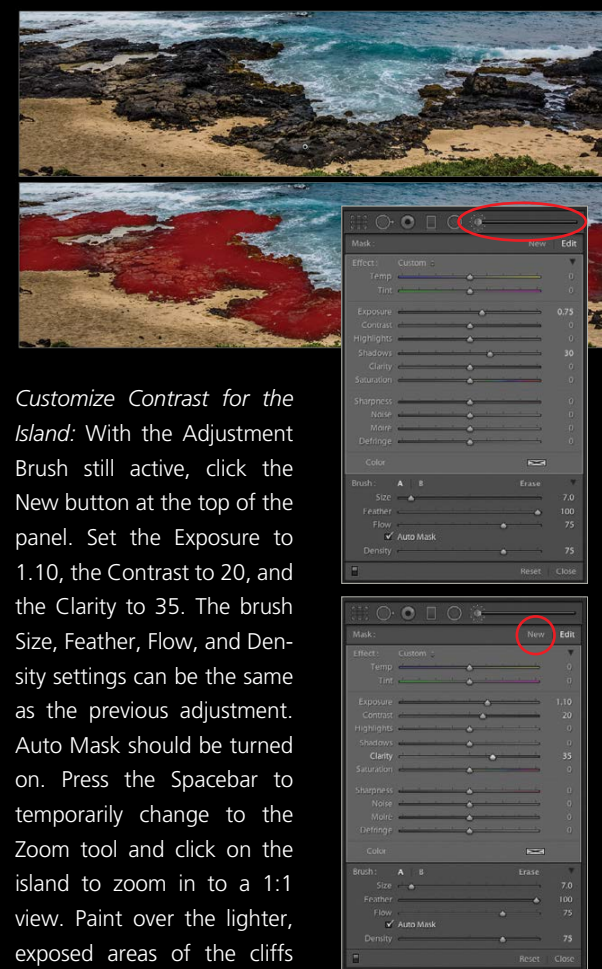 Mask: New Edit
Effect: Custom
Temp 0
Tint 0
Exposure 0.75
Contrast 0
Highlights 0
Shadows 30
Clarity 0
Saturation 0
Sharpness 0
Noise 0
Moire 0
Defringe 0
Color
Brush: A B Erase
Size 7.0
Feather 100
Flow 75
Auto Mask
Density 75
Reset Close
Customize Contrast for the
Island: With the Adjustment
Brush still active, click the
New button at the top of the
panel. Set the Exposure to
1.10, the Contrast to 20, and
the Clarity to 35. The brush
Size, Feather, Flow, and Den-
sity settings can be the same
as the previous adjustment.
Auto Mask should be turned
on. Press the Spacebar to
temporarily change to the
Zoom tool and click on the
island to zoom in to a 1:1
view. Paint over the lighter,
exposed areas of the cliffs
Mask: New Edit
Effect: Custom
Temp 0
Tint 0
Exposure 1.10
Contrast 20
Highlights 0
Shadows 0
Clarity 35
Saturation 0
Sharpness 0
Noise 0
Moire 0
Defringe 0
Color
Brush: A B Erase
Size 7.0
Feather 100
Flow 75
Auto Mask
Density 75
Reset Close